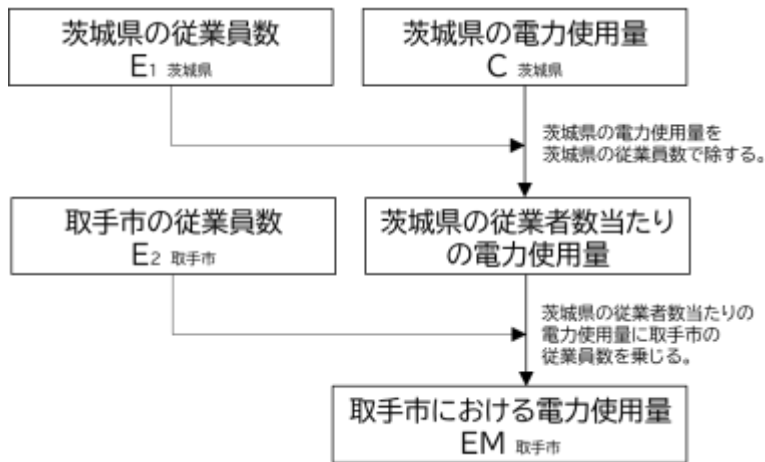 茨城県の従業員数
E1 茨城県
茨城県の電力使用量
C 茨城県
茨城県の電力使用量を
茨城県の従業員数で除する。
取手市の従業員数
E2 取手市
茨城県の従業者数当たり
の電力使用量
茨城県の従業者数当たりの
電力使用量に取手市の
従業員数を乗じる。
取手市における電力使用量
EM 取手市